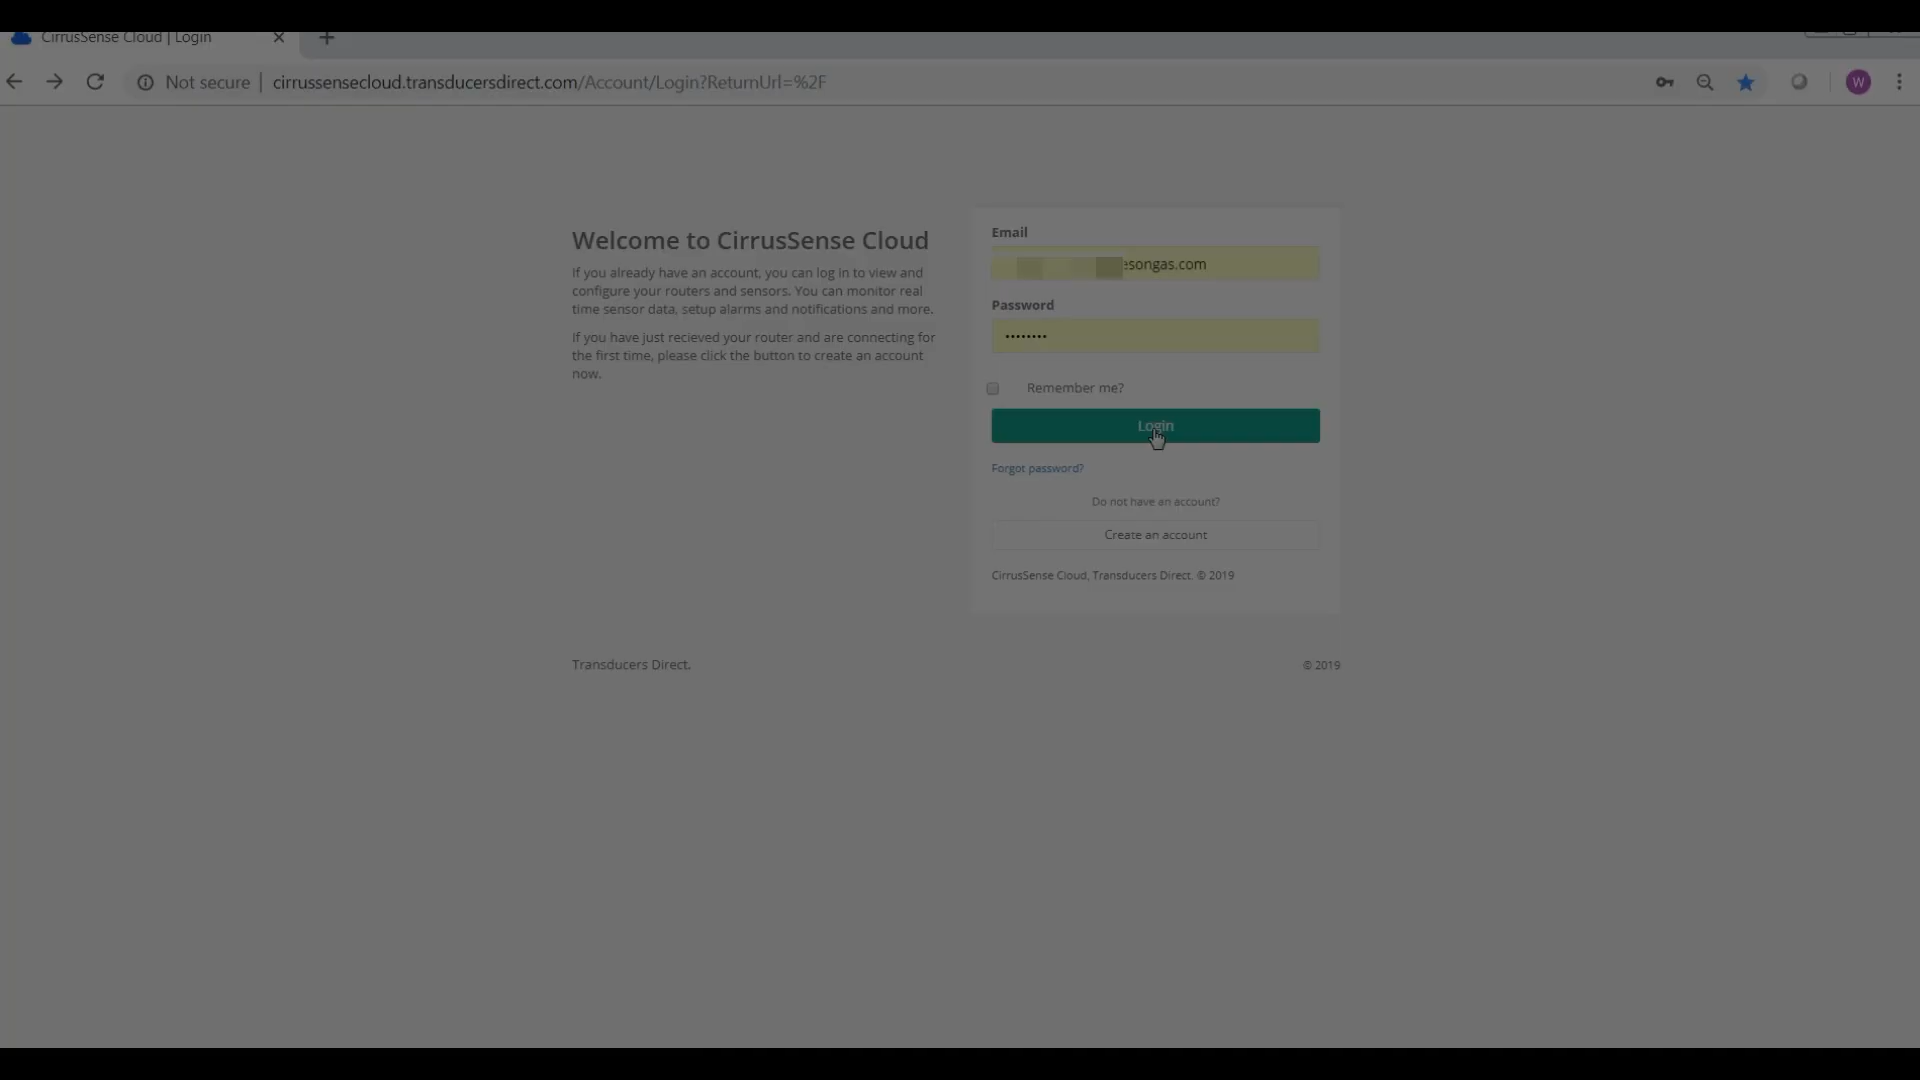 CirrusSense Cloud | Login
Not secure | cirrussensecloud.transducersdirect.com/Account/Login?ReturnUrl=%2F
W
Welcome to CirrusSense Cloud
If you already have an account, you can log in to view and
configure your routers and sensors. You can monitor real
time sensor data, setup alarms and notifications and more.
If you have just recieved your router and are connecting for
the first time, please click the button to create an account
now.
Email
esongas.com
Password
••••••••
Remember me?
Login
Forgot password?
Do not have an account?
Create an account
CirrusSense Cloud, Transducers Direct. © 2019
Transducers Direct.
© 2019